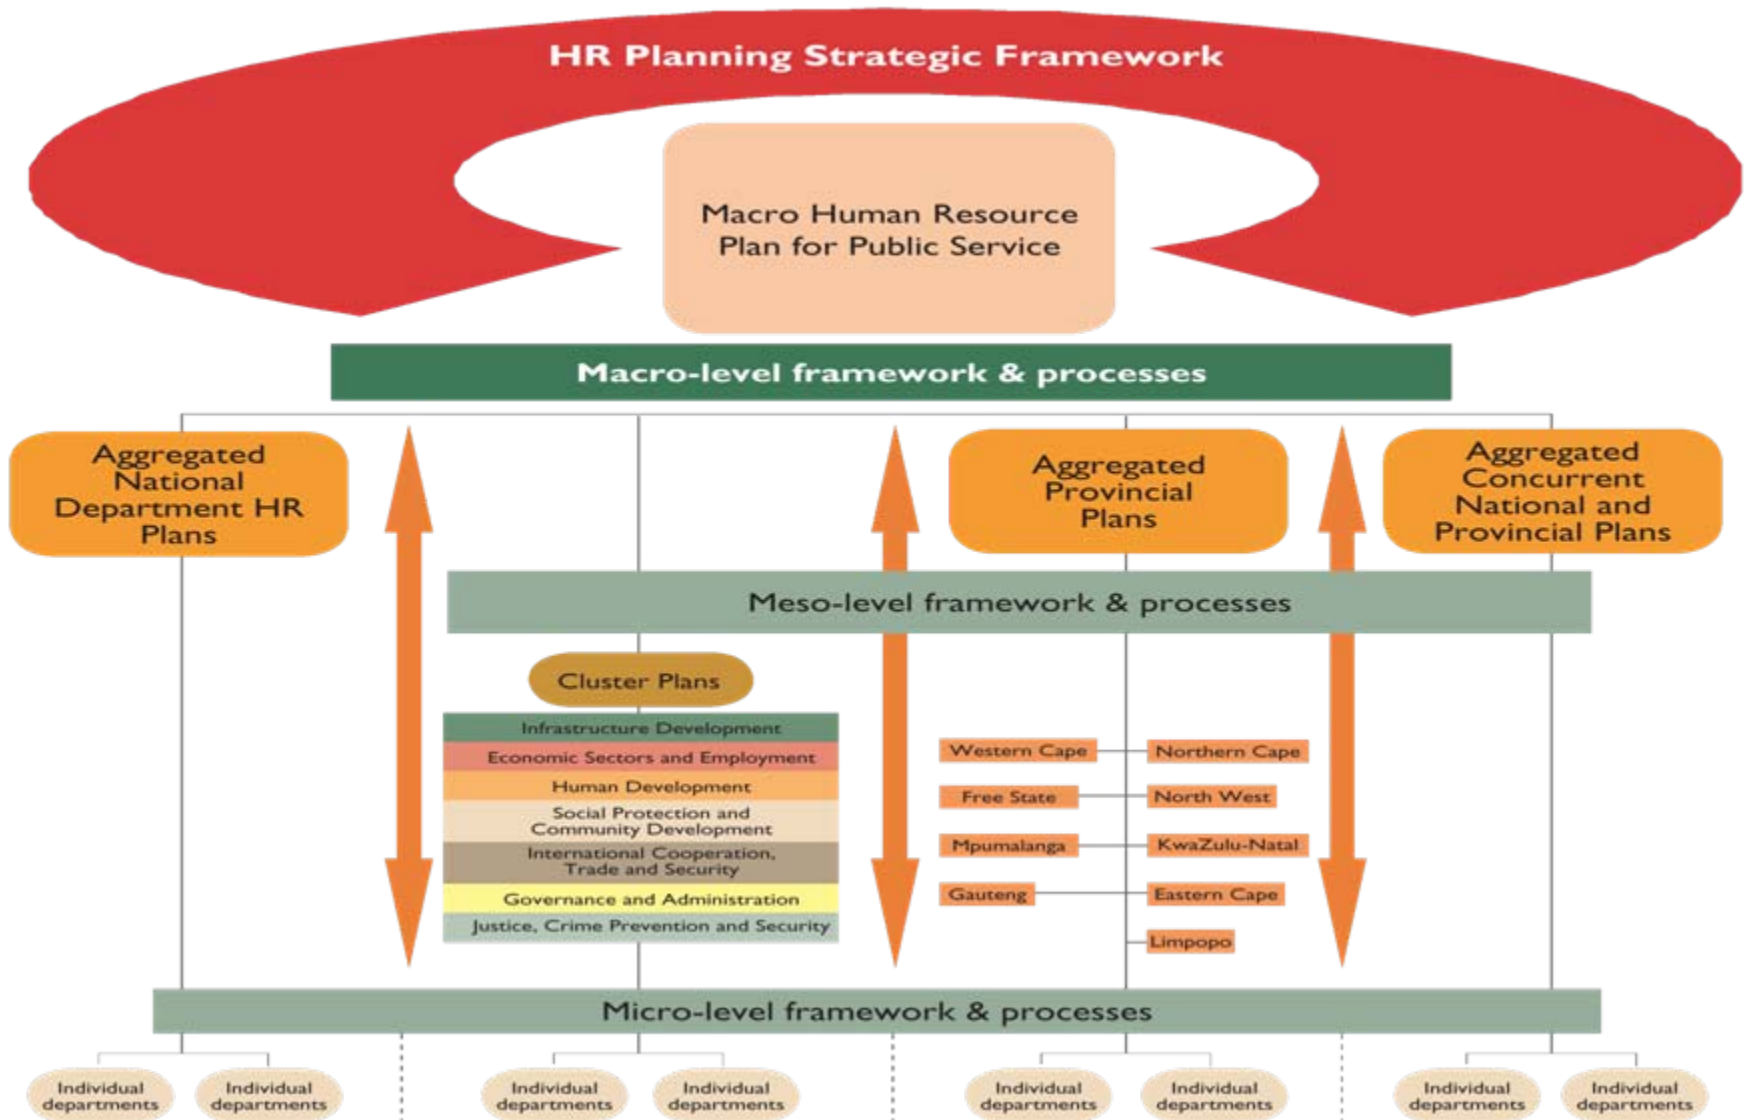 HR Planning Strategic Framework
Macro Human Resource
Plan for Public Service
Macro-level framework & processes
Aggregated
National
Department HR
Plans
Aggregated
Provincial
Plans
Aggregated
Concurrent
National and
Provincial Plans
Meso-level framework & processes
Cluster Plans
Infrastructure Development
Economic Sectors and Employment
Human Development
Social Protection and
Community Development
International Cooperation,
Trade and Security
Governance and Administration
Justice, Crime Prevention and Security
Western Cape
Northern Cape
Free State
North West
Mpumalanga
KwaZulu-Natal
Gauteng
Eastern Cape
Limpopo
Micro-level framework & processes
Individual
departments
Individual
departments
Individual
departments
Individual
departments
Individual
departments
Individual
departments
Individual
departments
Individual
departments